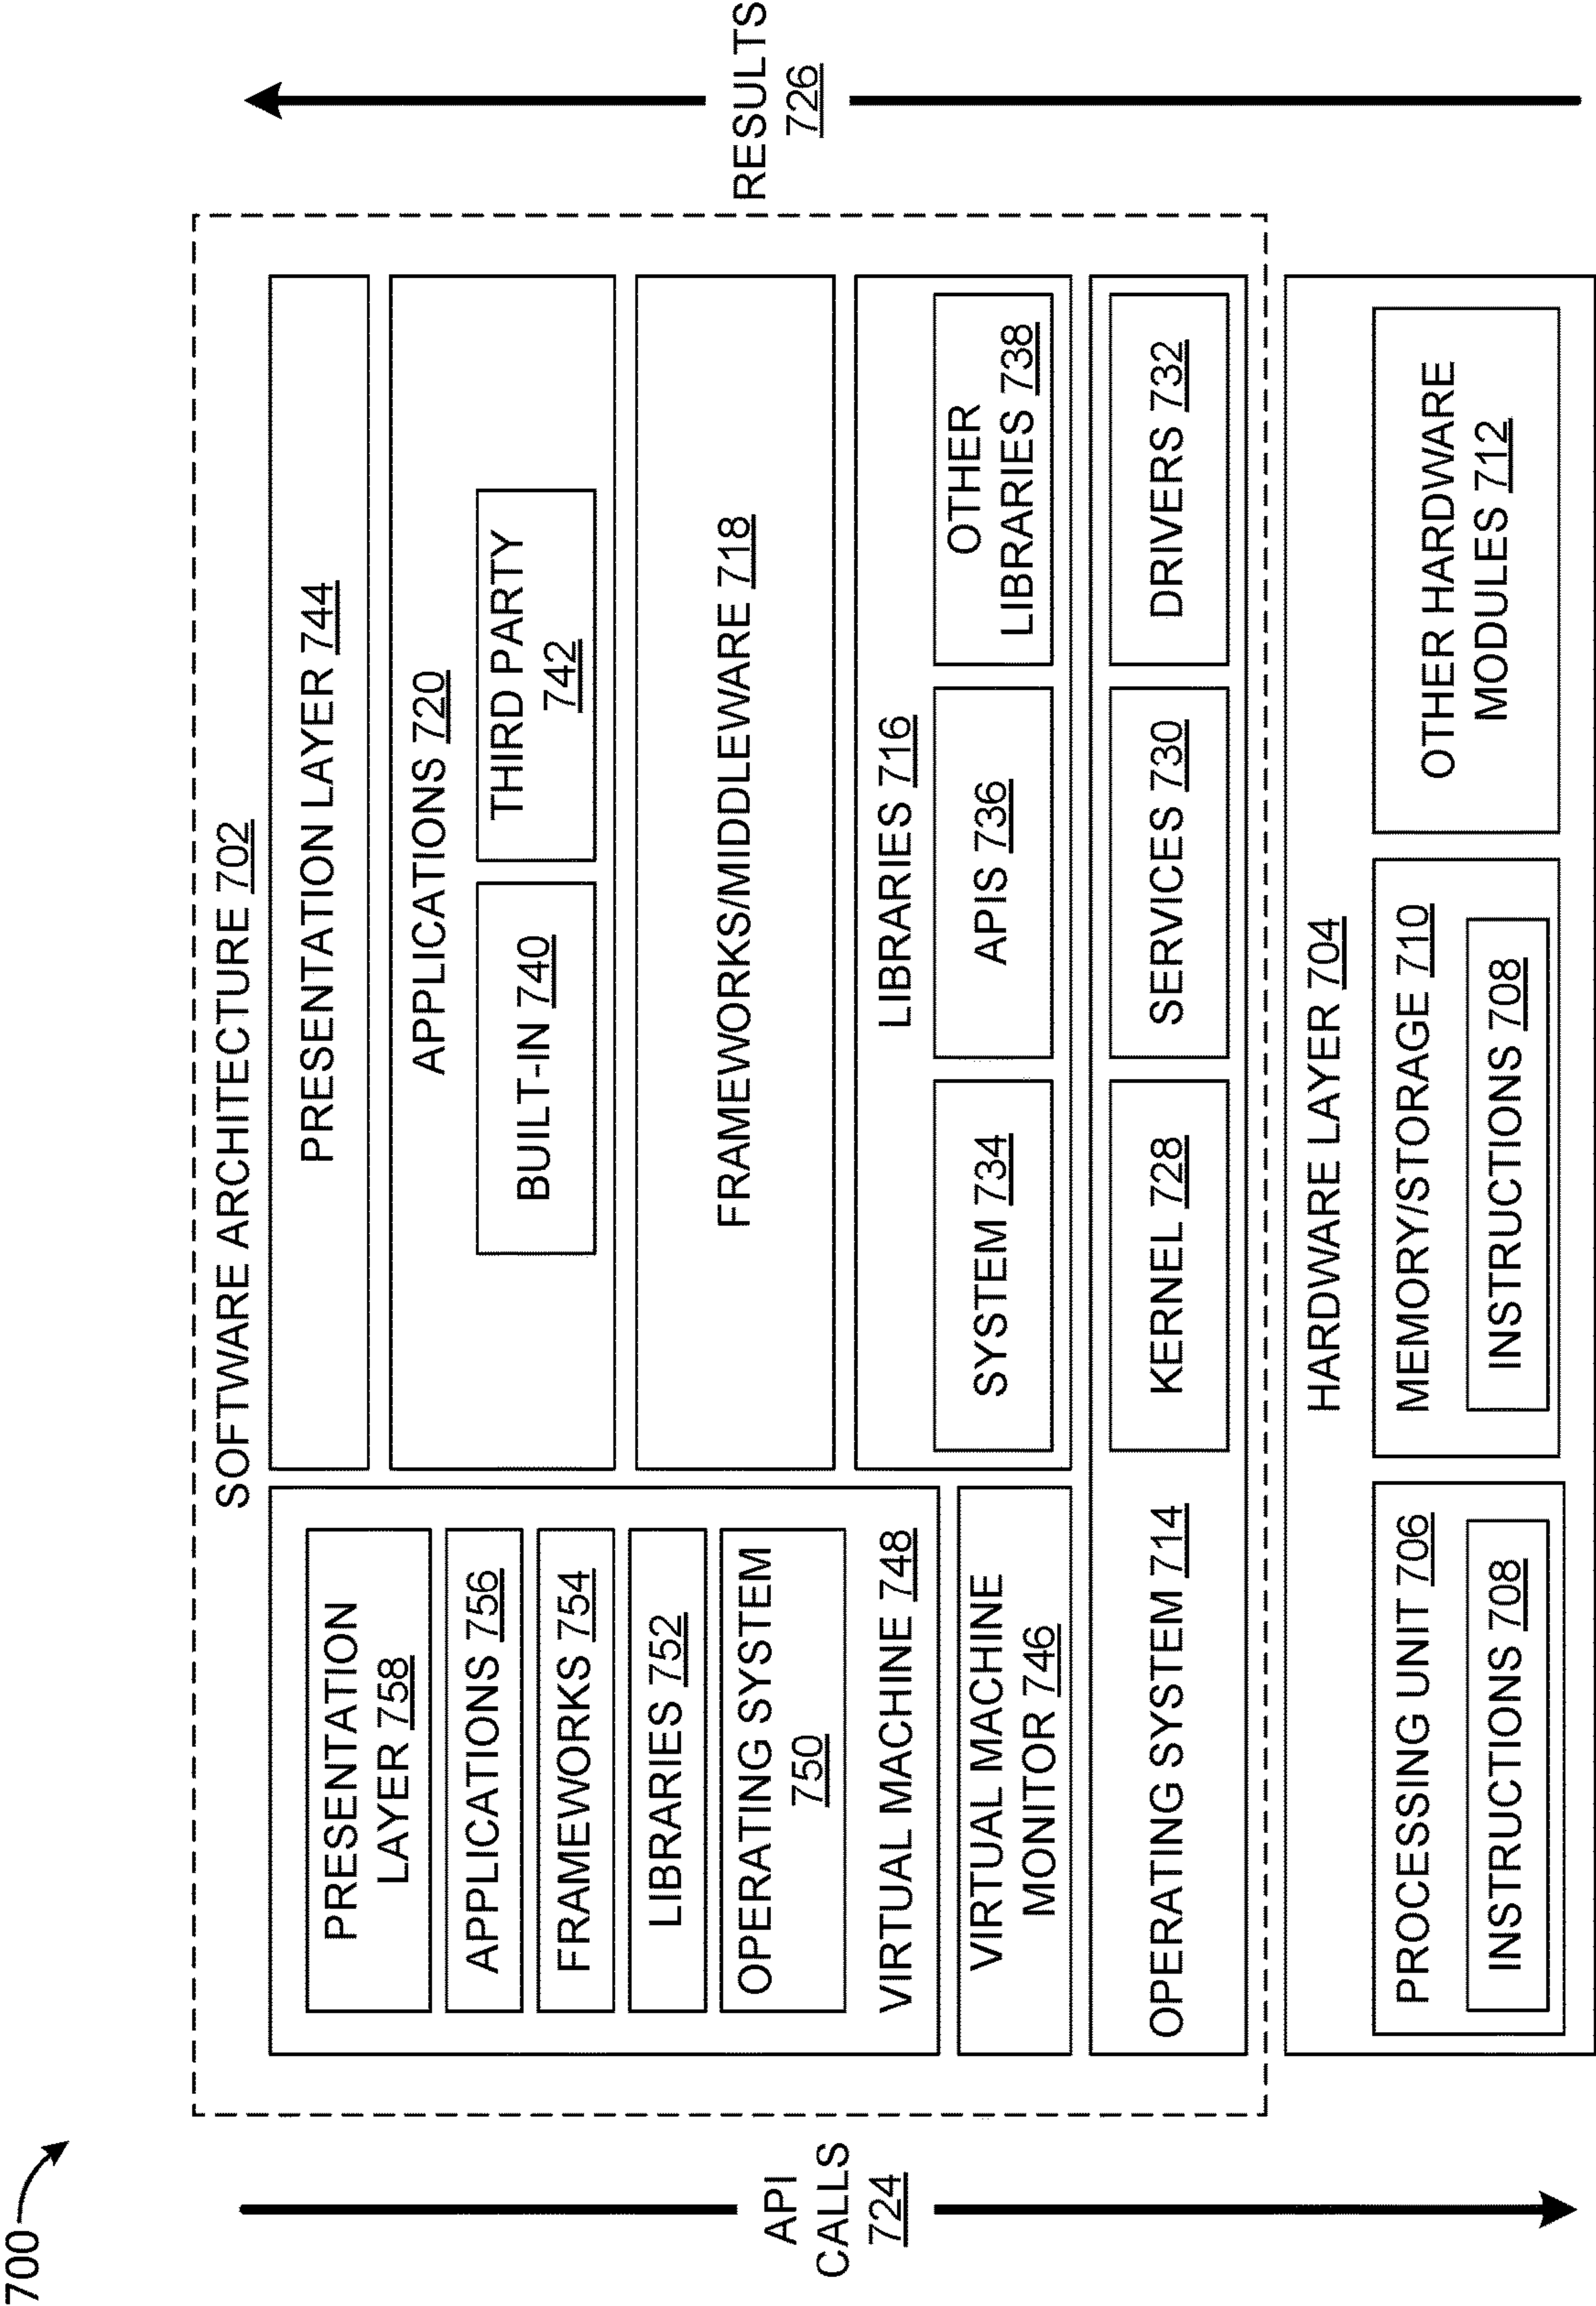 700
SOFTWARE ARCHITECTURE 702
PRESENTATION
LAYER 758
APPLICATIONS 756
FRAMEWORKS 754
LIBRARIES 752
OPERATING SYSTEM
750
VIRTUAL MACHINE 748
VIRTUAL MACHINE
MONITOR 746
PRESENTATION LAYER 744
APPLICATIONS 720
BUILT-IN 740
THIRD PARTY
742
FRAMEWORKS/MIDDLEWARE 718
LIBRARIES 716
SYSTEM 734
APIS 736
OTHER
LIBRARIES 738
OPERATING SYSTEM 714
KERNEL 728
SERVICES 730
DRIVERS 732
HARDWARE LAYER 704
PROCESSING UNIT 706
INSTRUCTIONS 708
MEMORY/STORAGE 710
INSTRUCTIONS 708
OTHER HARDWARE
MODULES 712
API
CALLS
724
RESULTS
726